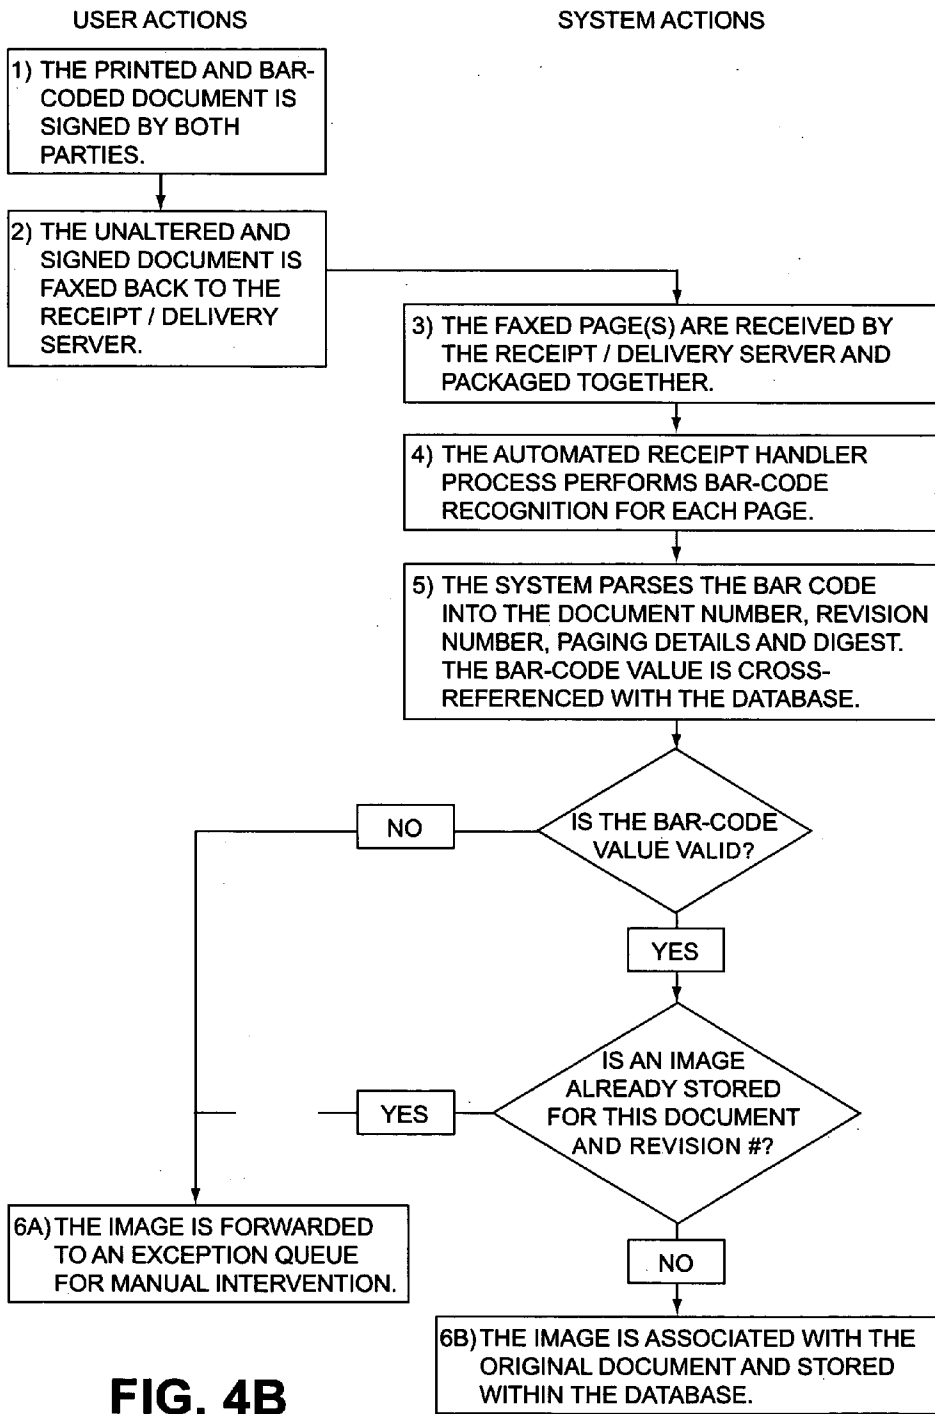 USER ACTIONS
SYSTEM ACTIONS
1) THE PRINTED AND BAR-
CODED DOCUMENT IS
SIGNED BY BOTH
PARTIES.
2) THE UNALTERED AND
SIGNED DOCUMENT IS
FAXED BACK TO THE
RECEIPT / DELIVERY
SERVER.
3) THE FAXED PAGE(S) ARE RECEIVED BY
THE RECEIPT / DELIVERY SERVER AND
PACKAGED TOGETHER.
4) THE AUTOMATED RECEIPT HANDLER
PROCESS PERFORMS BAR-CODE
RECOGNITION FOR EACH PAGE.
5) THE SYSTEM PARSES THE BAR CODE
INTO THE DOCUMENT NUMBER, REVISION
NUMBER, PAGING DETAILS AND DIGEST.
THE BAR-CODE VALUE IS CROSS-
REFERENCED WITH THE DATABASE.
IS THE BAR-CODE
VALUE VALID?
NO
YES
IS AN IMAGE
ALREADY STORED
FOR THIS DOCUMENT
AND REVISION #?
YES
NO
6A) THE IMAGE IS FORWARDED
TO AN EXCEPTION QUEUE
FOR MANUAL INTERVENTION.
6B) THE IMAGE IS ASSOCIATED WITH THE
ORIGINAL DOCUMENT AND STORED
WITHIN THE DATABASE.
FIG. 4B